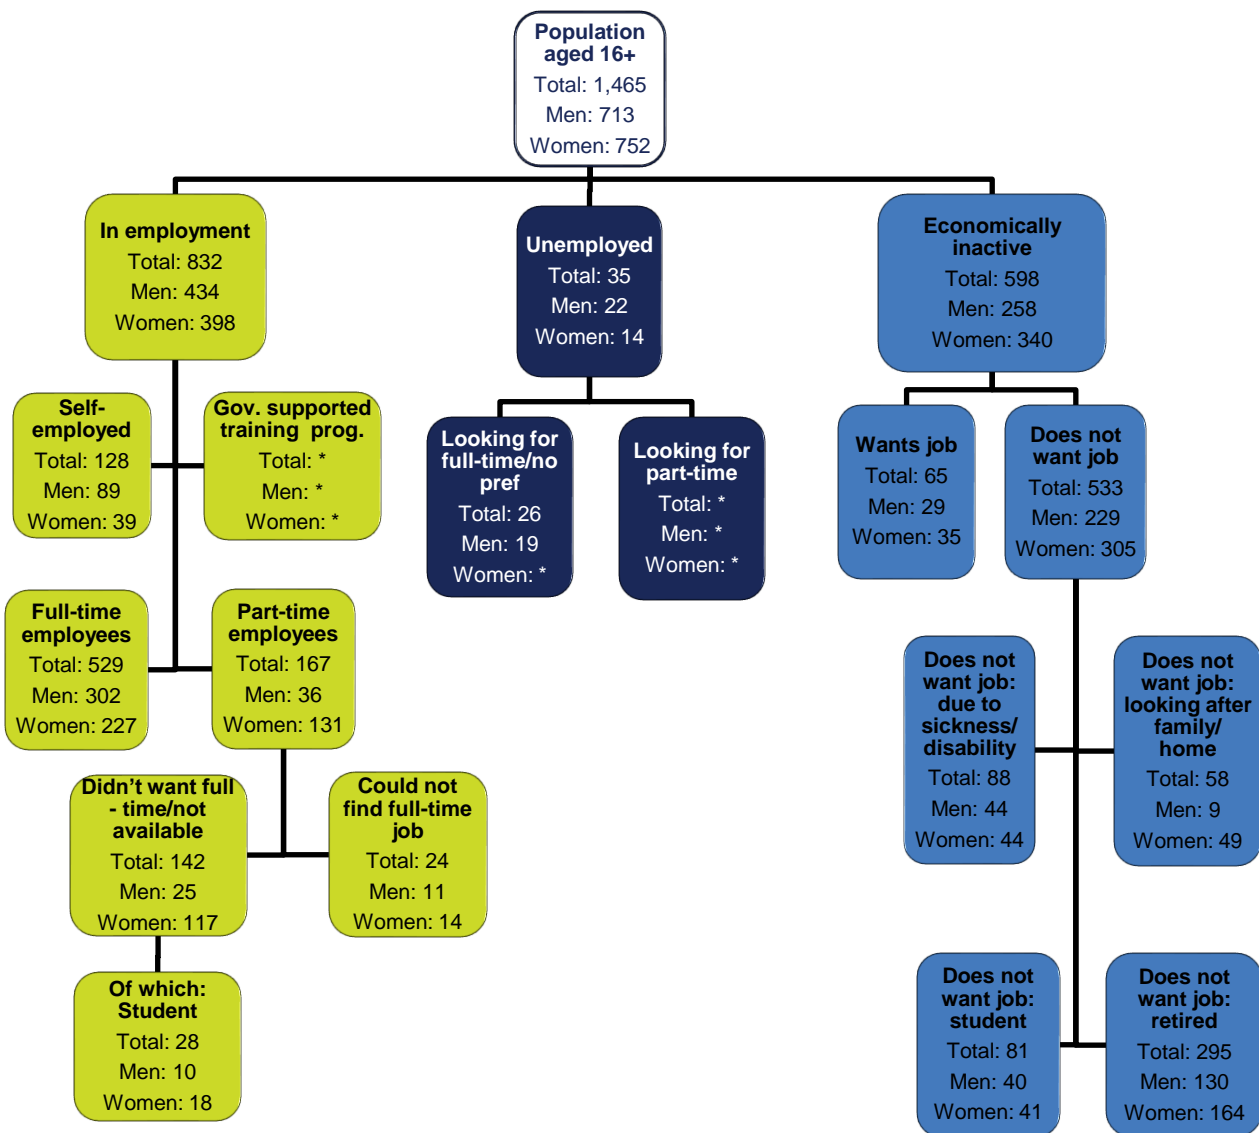 Population
aged 16+
Total: 1,465
Men: 713
Women: 752
In employment
Total: 832
Men: 434
Women: 398
Unemployed
Total: 35
Men: 22
Women: 14
Economically
inactive
Total: 598
Men: 258
Women: 340
Self-
employed
Total: 128
Men: 89
Women: 39
Gov. supported
training prog.
Total: *
Men: *
Women: *
Looking for
full-time/no
pref
Total: 26
Men: 19
Women: *
Looking for
part-time
Total: *
Men: *
Women: *
Wants job
Total: 65
Men: 29
Women: 35
Does not
want job
Total: 533
Men: 229
Women: 305
Full-time
employees
Total: 529
Men: 302
Women: 227
Part-time
employees
Total: 167
Men: 36
Women: 131
Does not
want job:
due to
sickness/
disability
Total: 88
Men: 44
Women: 44
Does not
want job:
looking after
family/
home
Total: 58
Men: 9
Women: 49
Didn't want full
- time/not
available
Total: 142
Men: 25
Women: 117
Could not
find full-time
job
Total: 24
Men: 11
Women: 14
Of which:
Student
Total: 28
Men: 10
Women: 18
Does not
want job:
student
Total: 81
Men: 40
Women: 41
Does not
want job:
retired
Total: 295
Men: 130
Women: 164